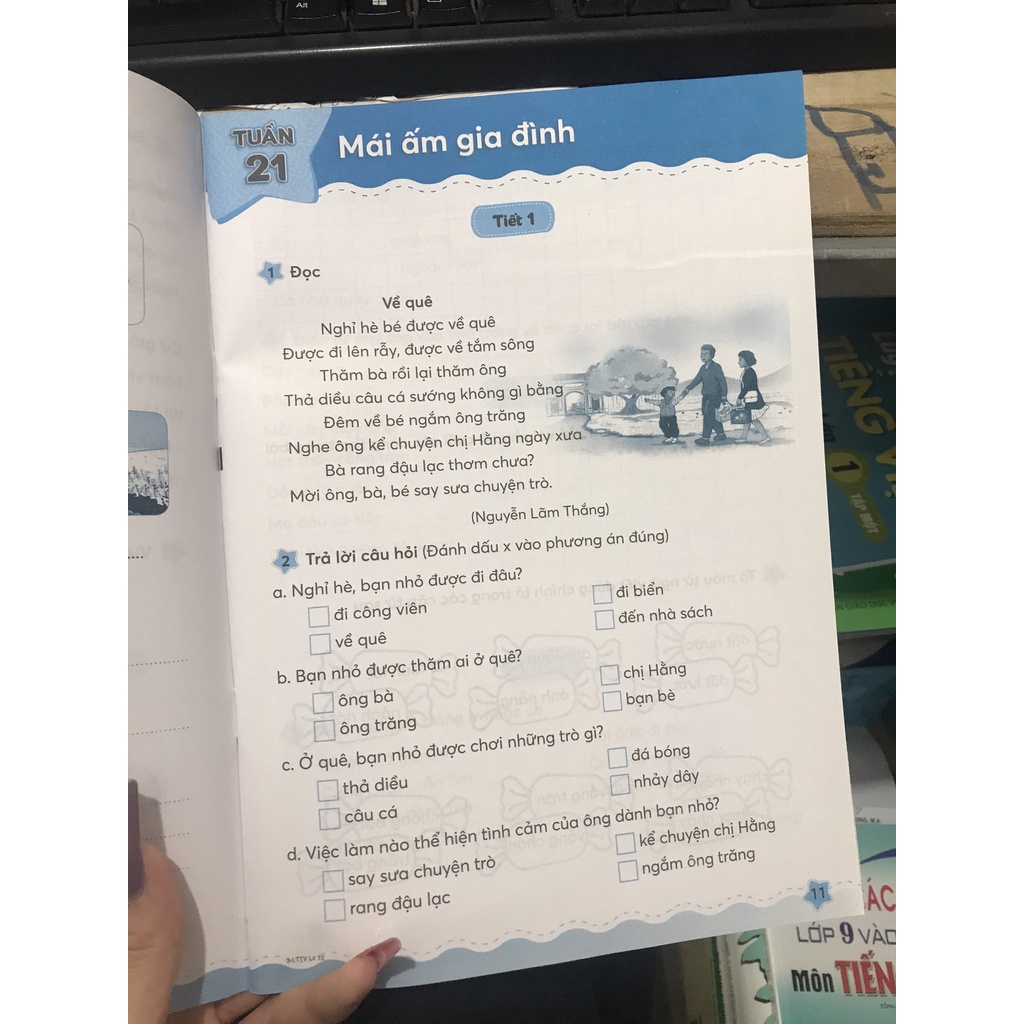 Alt
TUẦN
21
Mái ấm gia đình
Tiết 1
1 Đọc
Về quê
Nghỉ hè bé được về quê
Được đi lên rẫy, được về tắm sông
Thăm bà rồi lại thăm ông
Thả diều câu cá sướng không gì bằng
Đêm về bé ngắm ông trăng
Nghe ông kể chuyện chị Hằng ngày xưa
Bà rang đậu lạc thơm chưa?
Mời ông, bà, bé say sưa chuyện trò.
(Nguyễn Lãm Thắng)
2 Trả lời câu hỏi (Đánh dấu x vào phương án đúng)
a. Nghỉ hè, bạn nhỏ được đi đâu?
đi công viên
đi biển
về quê
đến nhà sách
b. Bạn nhỏ được thăm ai ở quê?
ông bà
chị Hằng
ông trăng
bạn bè
c. Ở quê, bạn nhỏ được chơi những trò gì?
thả diều
đá bóng
câu cá
nhảy dây
d. Việc làm nào thể hiện tình cảm của ông dành bạn nhỏ?
say sưa chuyện trò
kể chuyện chị Hằng
rang đậu lạc
ngắm ông trăng
11
TIẾNG
1
TẬP MỘT
LỚP 9 VÀO
Môn TIẾN